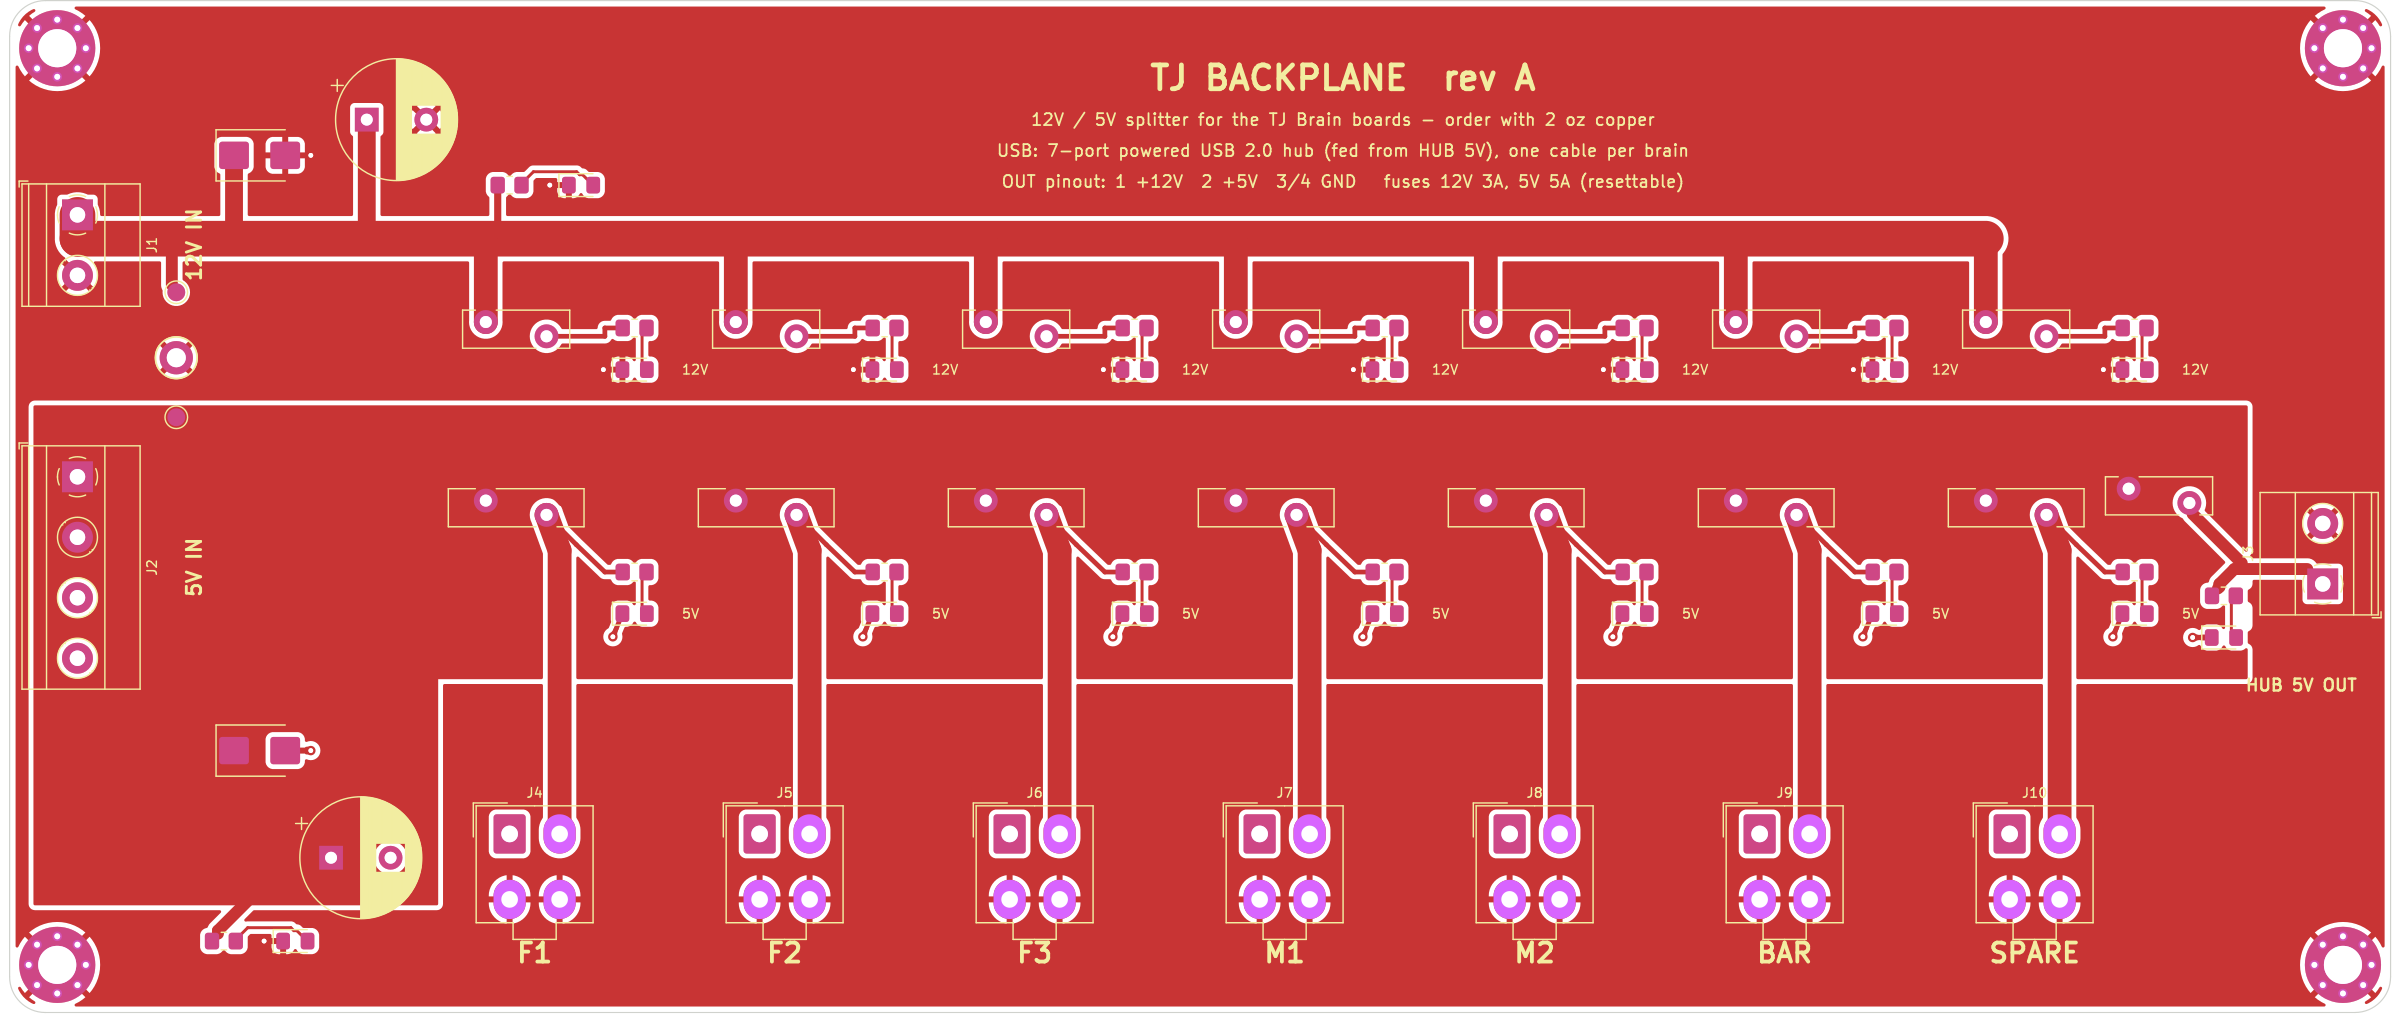 TJ BACKPLANE rev A
12V / 5V splitter for the TJ Brain boards - order with 2 oz copper
USB: 7-port powered USB 2.0 hub (fed from HUB 5V), one cable per brain
OUT pinout: 1 +12V 2 +5V 3/4 GND fuses 12V 3A, 5V 5A (resettable)
J1
12V IN
12V
12V
12V
12V
12V
12V
12V
J2
5V IN
5V
5V
5V
5V
5V
5V
5V
HUB 5V OUT
J4
J5
J6
J7
J8
J9
J10
F1
F2
F3
M1
M2
BAR
SPARE